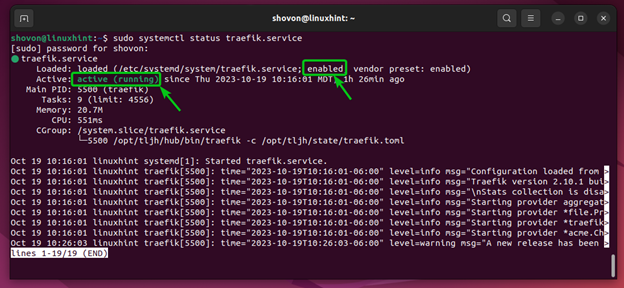 shovon@linuxhint: ~
shovon@linuxhint:~$ sudo systemctl status traefik.service
[sudo] password for shovon:
● traefik.service
Loaded: loaded (/etc/systemd/system/traefik.service; enabled; vendor preset: enabled)
Active: active (running) since Thu 2023-10-19 10:16:01 MDT; 1h 26min ago
Main PID: 5500 (traefik)
Tasks: 9 (limit: 4556)
Memory: 20.7M
CPU: 551ms
CGroup: /system.slice/traefik.service
└─5500 /opt/tljh/hub/bin/traefik -c /opt/tljh/state/traefik.toml
Oct 19 10:16:01 linuxhint systemd[1]: Started traefik.service.
Oct 19 10:16:01 linuxhint traefik[5500]: time="2023-10-19T10:16:01-06:00" level=info msg="Configuration loaded from >
Oct 19 10:16:01 linuxhint traefik[5500]: time="2023-10-19T10:16:01-06:00" level=info msg="Traefik version 2.10.1 bui>
Oct 19 10:16:01 linuxhint traefik[5500]: time="2023-10-19T10:16:01-06:00" level=info msg="\nStats collection is disa>
Oct 19 10:16:01 linuxhint traefik[5500]: time="2023-10-19T10:16:01-06:00" level=info msg="Starting provider aggregat>
Oct 19 10:16:01 linuxhint traefik[5500]: time="2023-10-19T10:16:01-06:00" level=info msg="Starting provider *file.Pr>
Oct 19 10:16:01 linuxhint traefik[5500]: time="2023-10-19T10:16:01-06:00" level=info msg="Starting provider *traefik>
Oct 19 10:16:01 linuxhint traefik[5500]: time="2023-10-19T10:16:01-06:00" level=info msg="Starting provider *acme.Ch>
Oct 19 10:26:03 linuxhint traefik[5500]: time="2023-10-19T10:26:03-06:00" level=warning msg="A new release has been >
lines 1-19/19 (END)